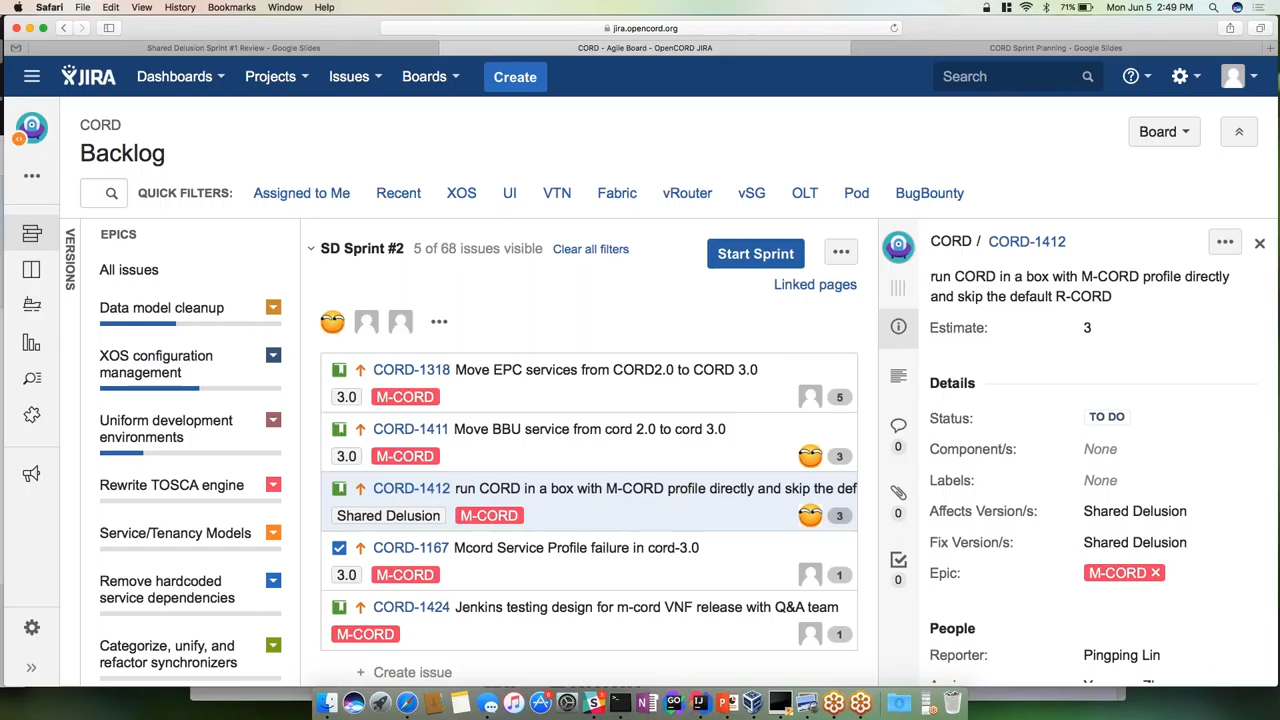 Safari File Edit View History Bookmarks Window Help 71% Mon Jun 5 2:49 PM
jira.opencord.org
Shared Delusion Sprint #1 Review - Google Slides CORD - Agile Board - OpenCORD JIRA CORD Sprint Planning - Google Slides
JIRA Dashboards Projects Issues Boards Create Search
CORD
Backlog
Board
QUICK FILTERS: Assigned to Me Recent XOS UI VTN Fabric vRouter vSG OLT Pod BugBounty
VERSIONS
EPICS
All issues
Data model cleanup
XOS configuration
management
Uniform development
environments
Rewrite TOSCA engine
Service/Tenancy Models
Remove hardcoded
service dependencies
Categorize, unify, and
refactor synchronizers
SD Sprint #2 5 of 68 issues visible Clear all filters
Start Sprint
Linked pages
CORD-1318 Move EPC services from CORD2.0 to CORD 3.0
3.0 M-CORD 5
CORD-1411 Move BBU service from cord 2.0 to cord 3.0
3.0 M-CORD 3
CORD-1412 run CORD in a box with M-CORD profile directly and skip the def
Shared Delusion M-CORD 3
CORD-1167 Mcord Service Profile failure in cord-3.0
3.0 M-CORD 1
CORD-1424 Jenkins testing design for m-cord VNF release with Q&A team
M-CORD 1
+ Create issue
CORD / CORD-1412
run CORD in a box with M-CORD profile directly
and skip the default R-CORD
Estimate: 3
Details
Status: TO DO
Component/s: None
0
Labels: None
Affects Version/s: Shared Delusion
0
Fix Version/s: Shared Delusion
Epic: M-CORD
0
People
Reporter: Pingping Lin